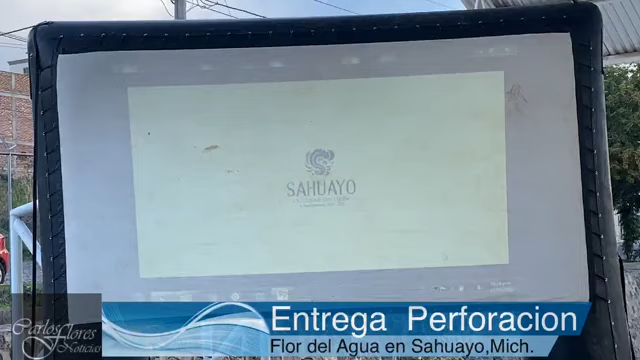 SAHUAYO
Entrega Perforacion
Flor del Agua en Sahuayo,Mich.
Carlos
Flores
Noticias